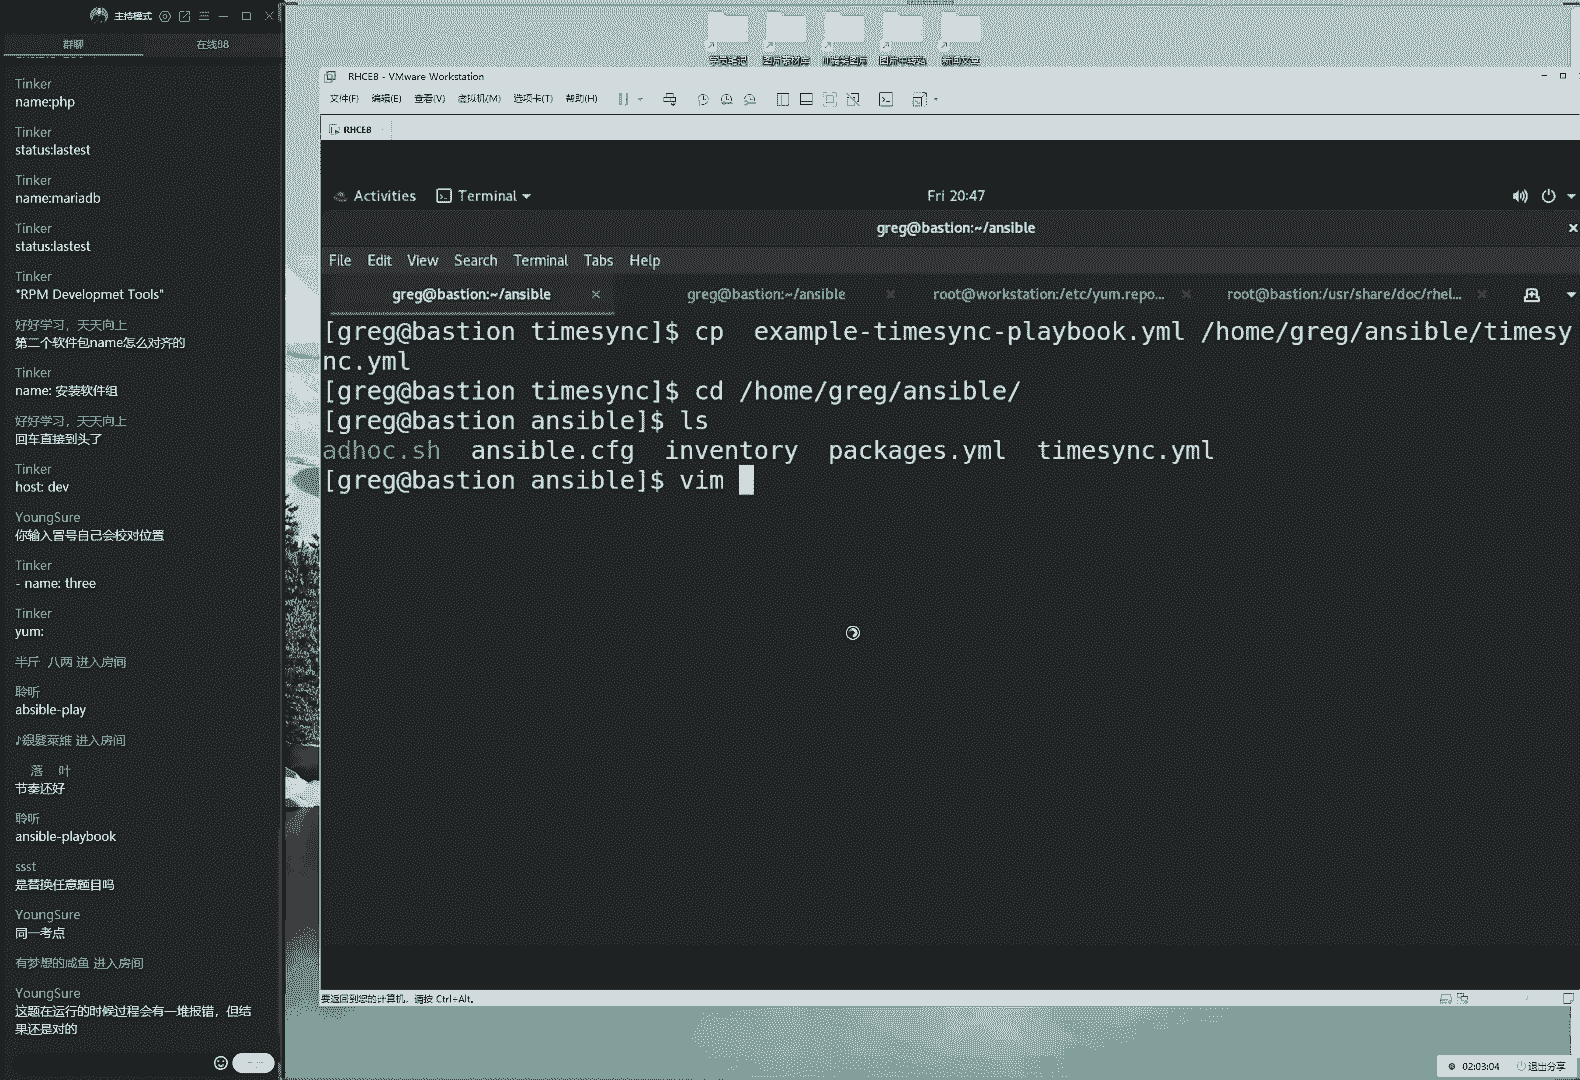 主持模式
群聊
在线88
Tinker
name:php
Tinker
status:lastest
Tinker
name:mariadb
Tinker
status:lastest
Tinker
"RPM Developmet Tools"
好好学习，天天向上
第二个软件包name怎么对齐的
Tinker
name: 安装软件组
好好学习，天天向上
回车直接到头了
Tinker
host: dev
YoungSure
你输入冒号自己会校对位置
Tinker
- name: three
Tinker
yum:
半斤 八两 进入房间
聆听
absible-play
进入房间
落 叶
节奏还好
聆听
ansible-playbook
ssst
是替换任意题目吗
YoungSure
同一考点
有梦想的咸鱼 进入房间
YoungSure
这题在运行的时候过程会有一堆报错，但结
果还是对的
RHCE8 - VMware Workstation
文件(F) 编辑(E) 查看(V) 虚拟机(M) 选项卡(T) 帮助(H)
RHCE8
Activities Terminal Fri 20:47
greg@bastion:~/ansible
File Edit View Search Terminal Tabs Help
greg@bastion:~/ansible greg@bastion:~/ansible root@workstation:/etc/yum.repo... root@bastion:/usr/share/doc/rhel...
[greg@bastion timesync]$ cp  example-timesync-playbook.yml /home/greg/ansible/timesy
nc.yml
[greg@bastion timesync]$ cd /home/greg/ansible/
[greg@bastion ansible]$ ls
adhoc.sh  ansible.cfg  inventory  packages.yml  timesync.yml
[greg@bastion ansible]$ vim
要返回到您的计算机，请按 Ctrl+Alt。
02:03:04 退出分享